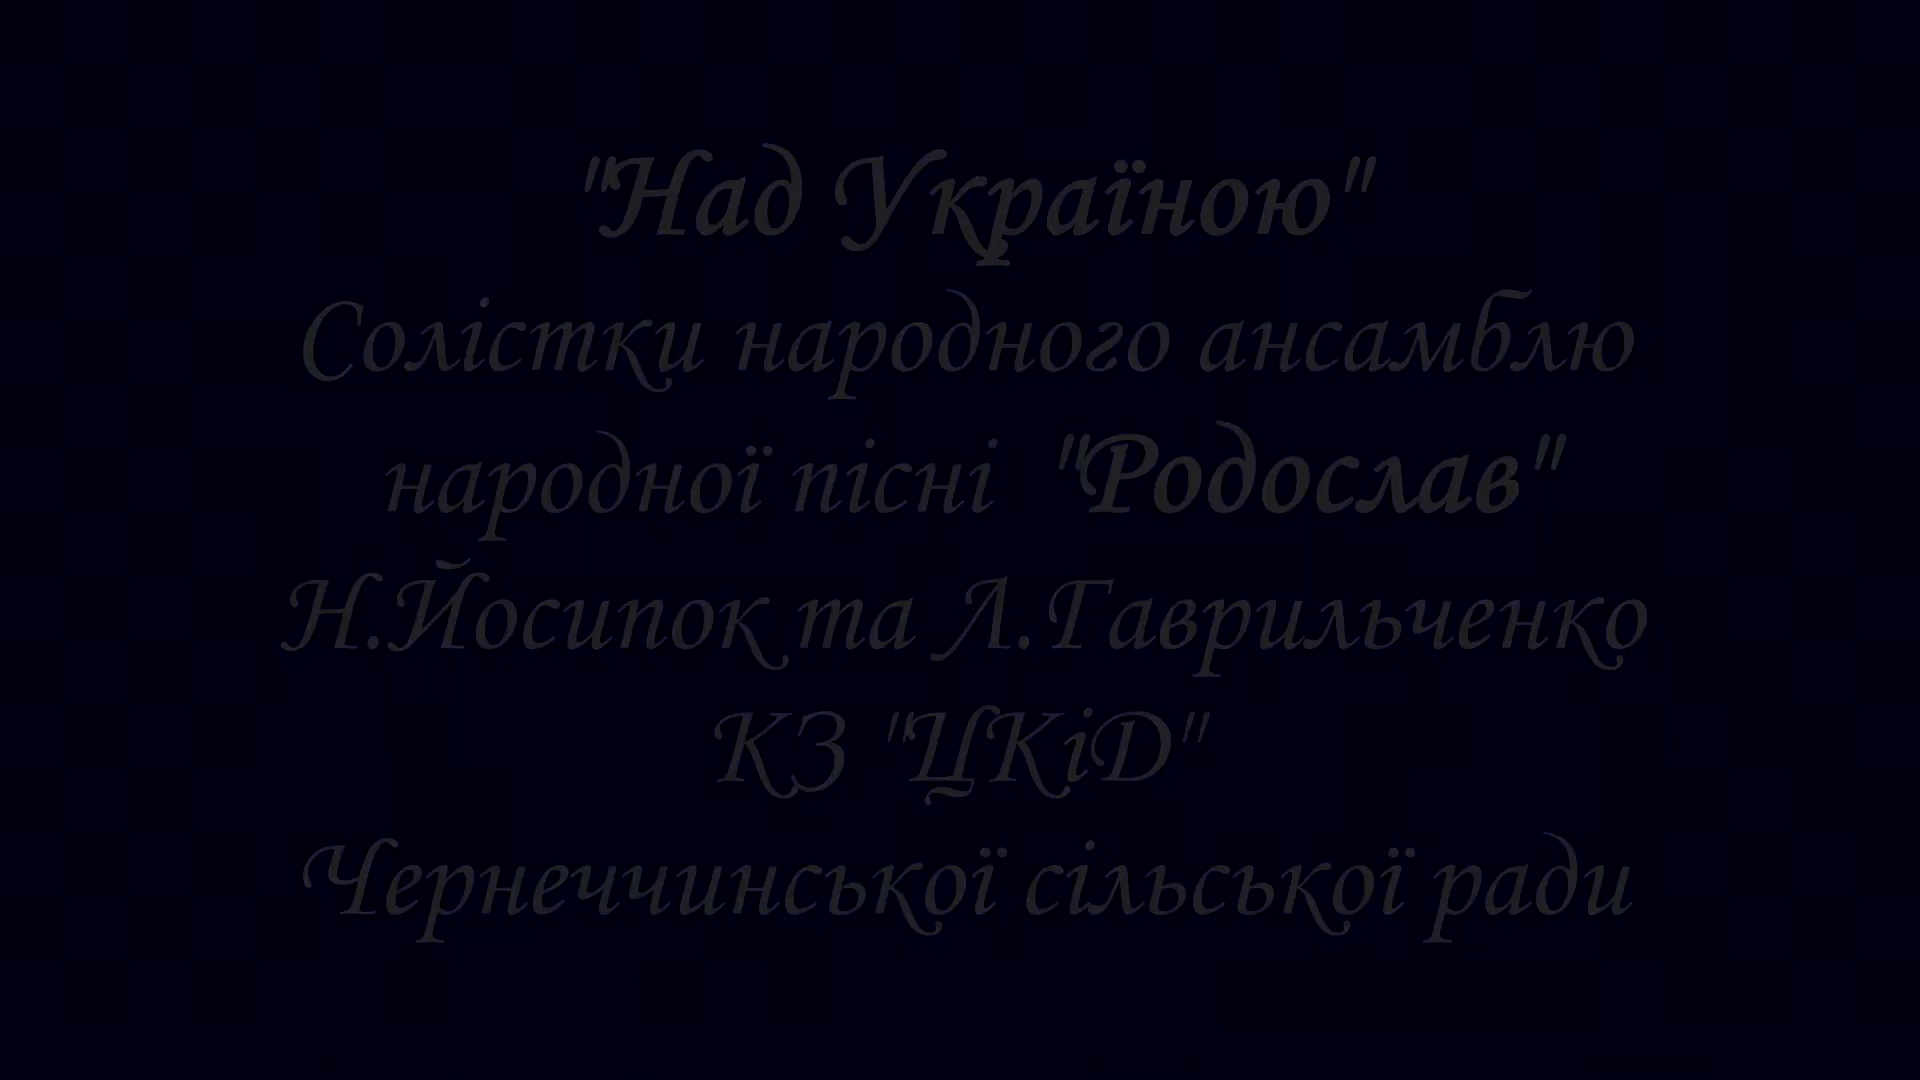 "Над Україною"
Солістки народного ансамблю
народної пісні "Родослав"
Н.Йосипок та Л.Гаврильченко
КЗ "ЦКіД"
Чернеччинської сільської ради